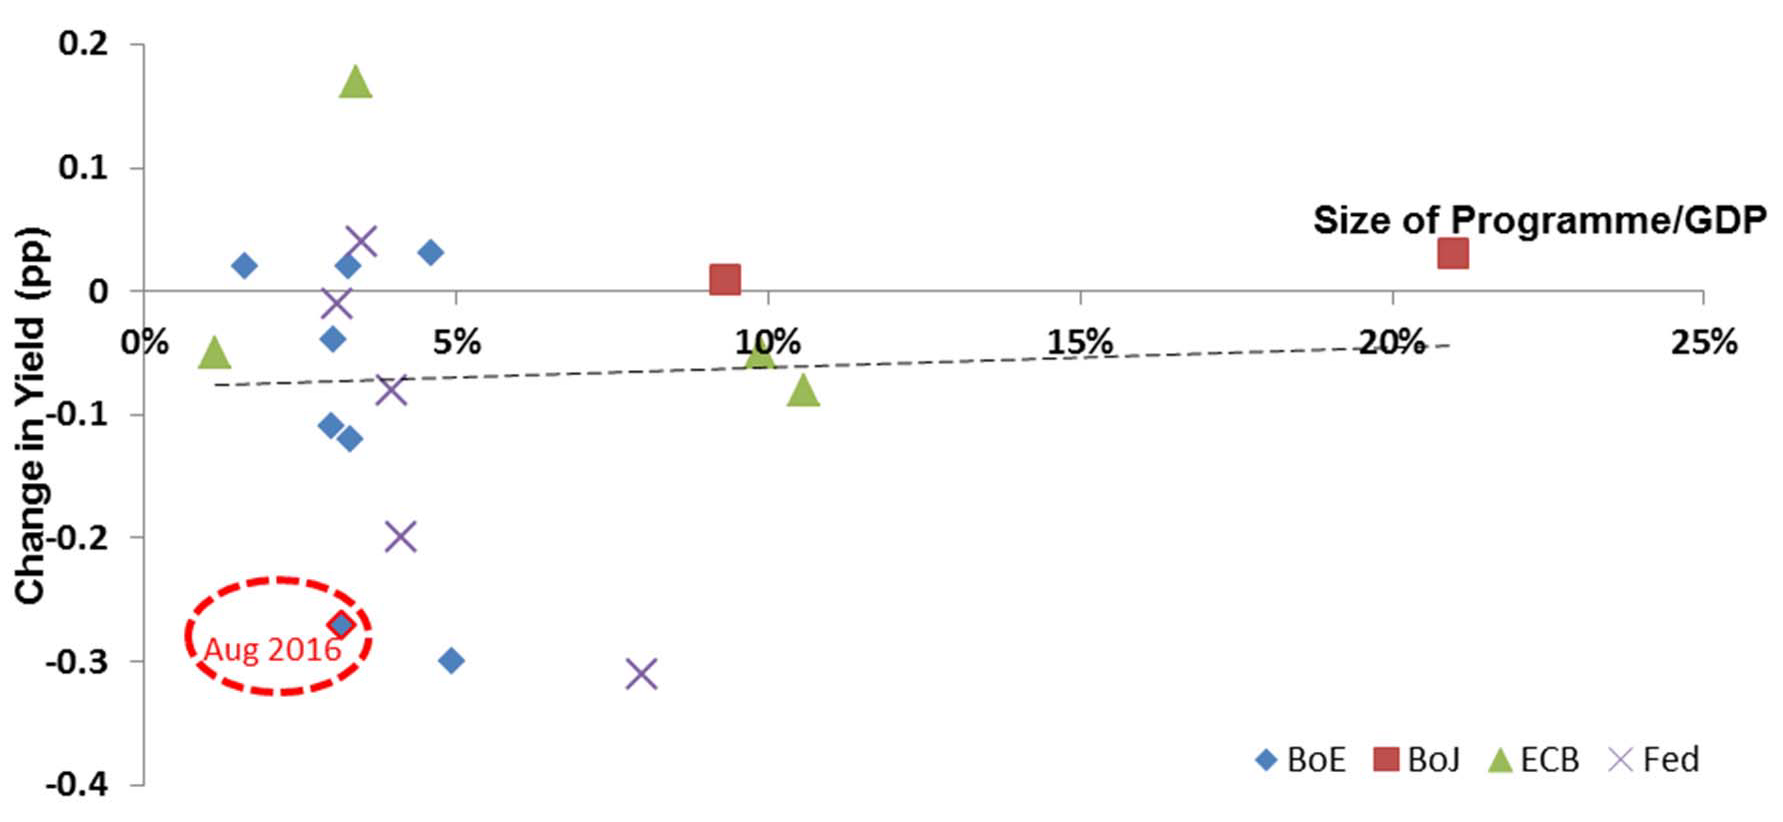 0.2
0.1
Size of Programme/GDP
0
0% 5% 10% 15% 20% 25%
Change in Yield (pp)
-0.1
-0.2
Aug 2016
-0.3
BoE BoJ ECB Fed
-0.4